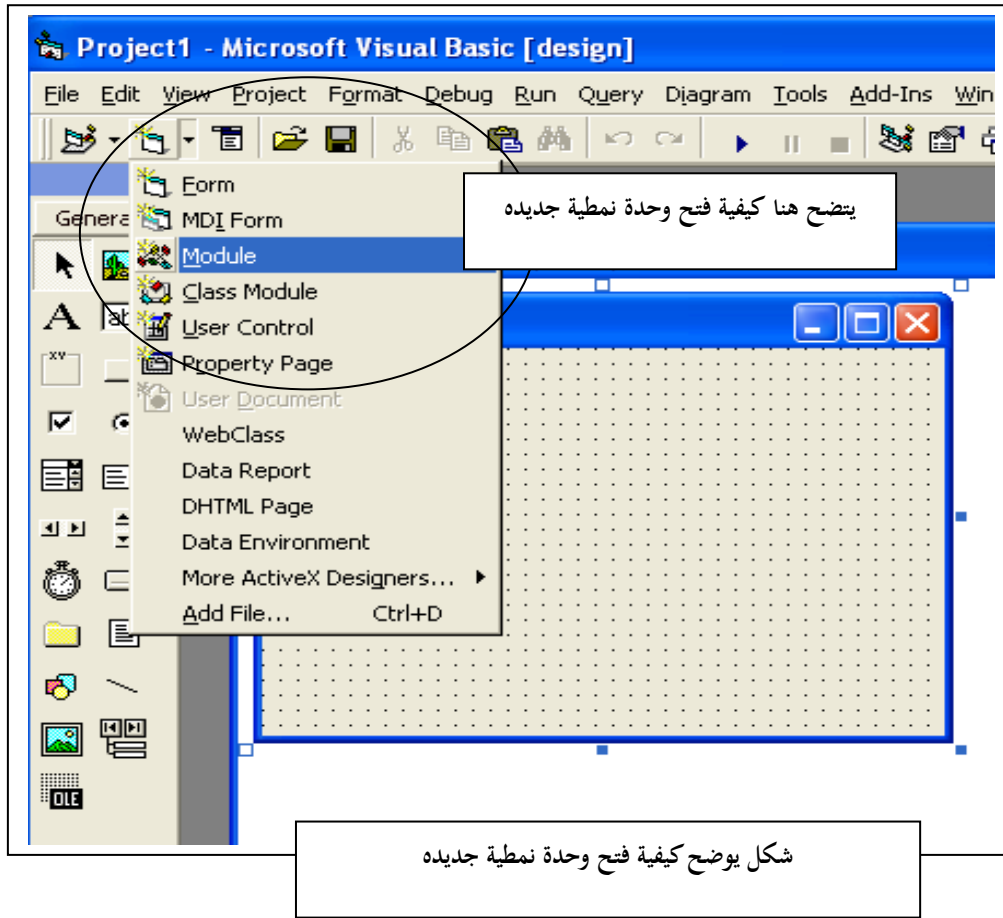 Project1 - Microsoft Visual Basic [design]
File Edit View Project Format Debug Run Query Diagram Tools Add-Ins Win
Form
يتضح هنا كيفية فتح وحدة نمطية جديده
Genera
MDI Form
Module
Class Module
A
ab
User Control
xv
Property Page
User Document
WebClass
Data Report
DHTML Page
Data Environment
More ActiveX Designers...
Add File... Ctrl+D
OLE
شكل يوضح كيفية فتح وحدة نمطية جديده